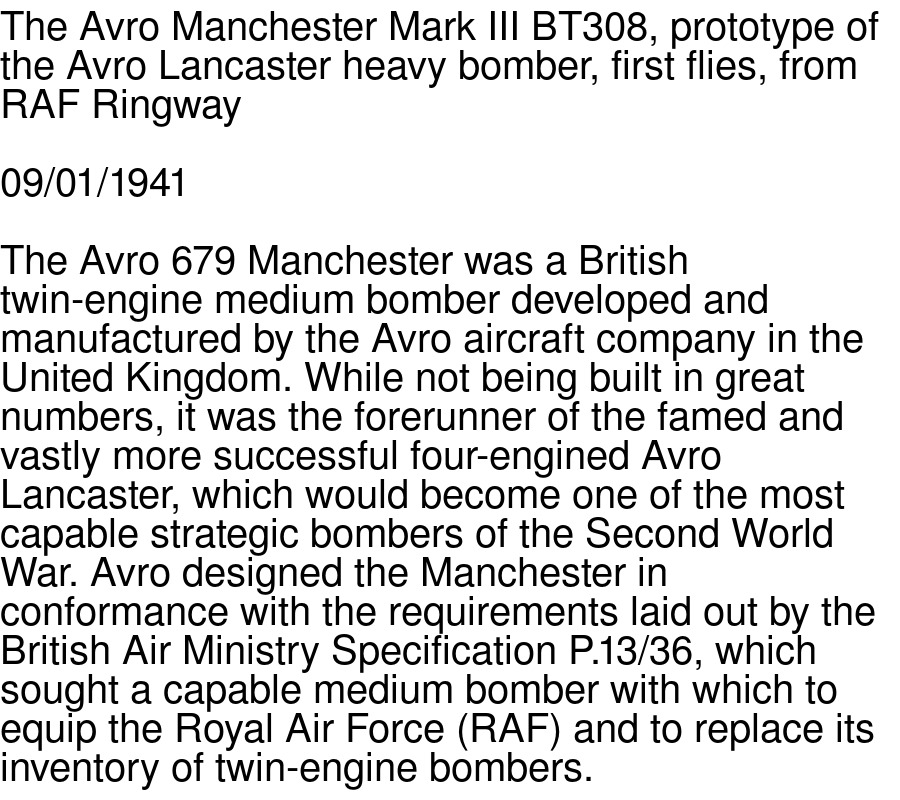 The Avro Manchester Mark III BT308, prototype of
the Avro Lancaster heavy bomber, first flies, from
RAF Ringway
09/01/1941
The Avro 679 Manchester was a British
twin-engine medium bomber developed and
manufactured by the Avro aircraft company in the
United Kingdom. While not being built in great
numbers, it was the forerunner of the famed and
vastly more successful four-engined Avro
Lancaster, which would become one of the most
capable strategic bombers of the Second World
War. Avro designed the Manchester in
conformance with the requirements laid out by the
British Air Ministry Specification P.13/36, which
sought a capable medium bomber with which to
equip the Royal Air Force (RAF) and to replace its
inventory of twin-engine bombers.